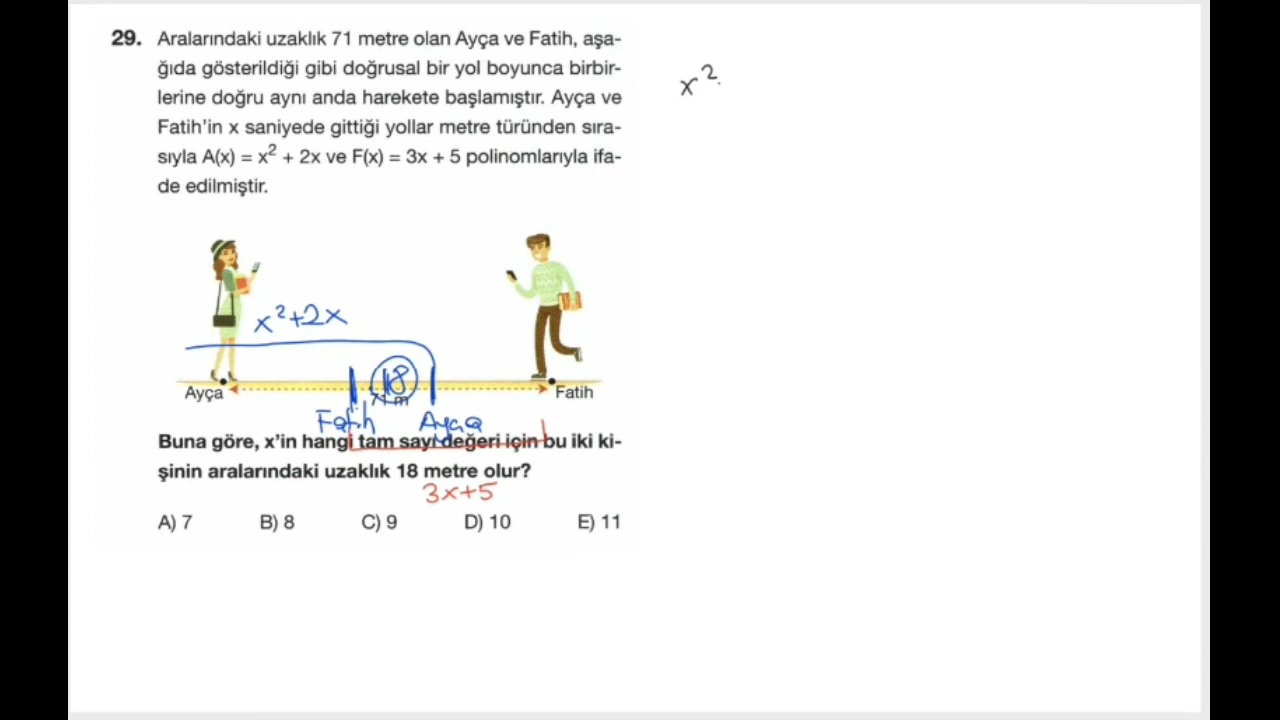 29. Aralarındaki uzaklık 71 metre olan Ayça ve Fatih, aşa-
ğıda gösterildiği gibi doğrusal bir yol boyunca birbir-
lerine doğru aynı anda harekete başlamıştır. Ayça ve
Fatih'in x saniyede gittiği yollar metre türünden sıra-
sıyla A(x) = x² + 2x ve F(x) = 3x + 5 polinomlarıyla ifa-
de edilmiştir.
x²
x²+2x
18
Ayça
71 m
Fatih
Fatih Ayça
Buna göre, x'in hangi tam sayı değeri için bu iki ki-
şinin aralarındaki uzaklık 18 metre olur?
3x+5
A) 7 B) 8 C) 9 D) 10 E) 11